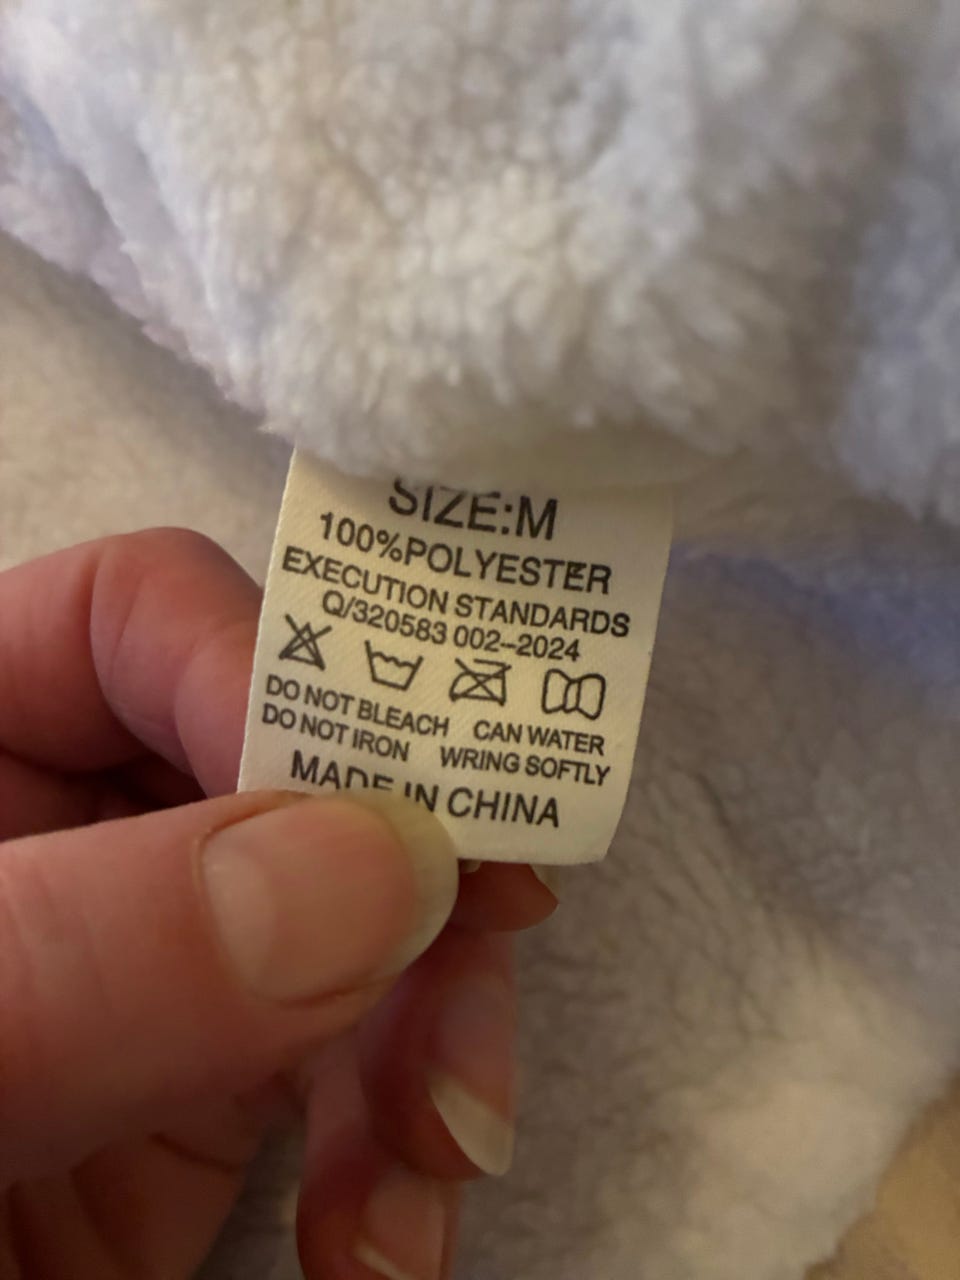 SIZE:M
100%POLYESTER
EXECUTION STANDARDS
Q/320583 002-2024
DO NOT BLEACH CAN WATER
DO NOT IRON WRING SOFTLY
MADE IN CHINA